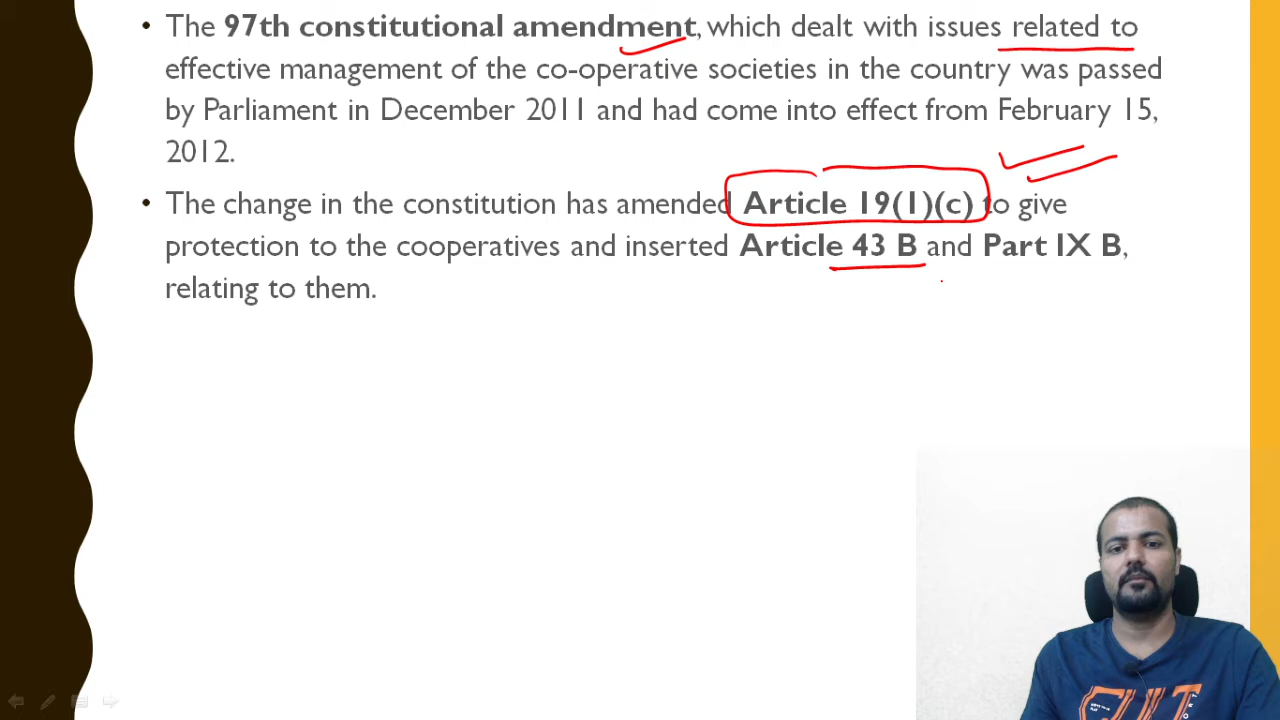 • The 97th constitutional amendment, which dealt with issues related to
effective management of the co-operative societies in the country was passed
by Parliament in December 2011 and had come into effect from February 15,
2012.
• The change in the constitution has amended Article 19(1)(c) to give
protection to the cooperatives and inserted Article 43 B and Part IX B,
relating to them.
CULT